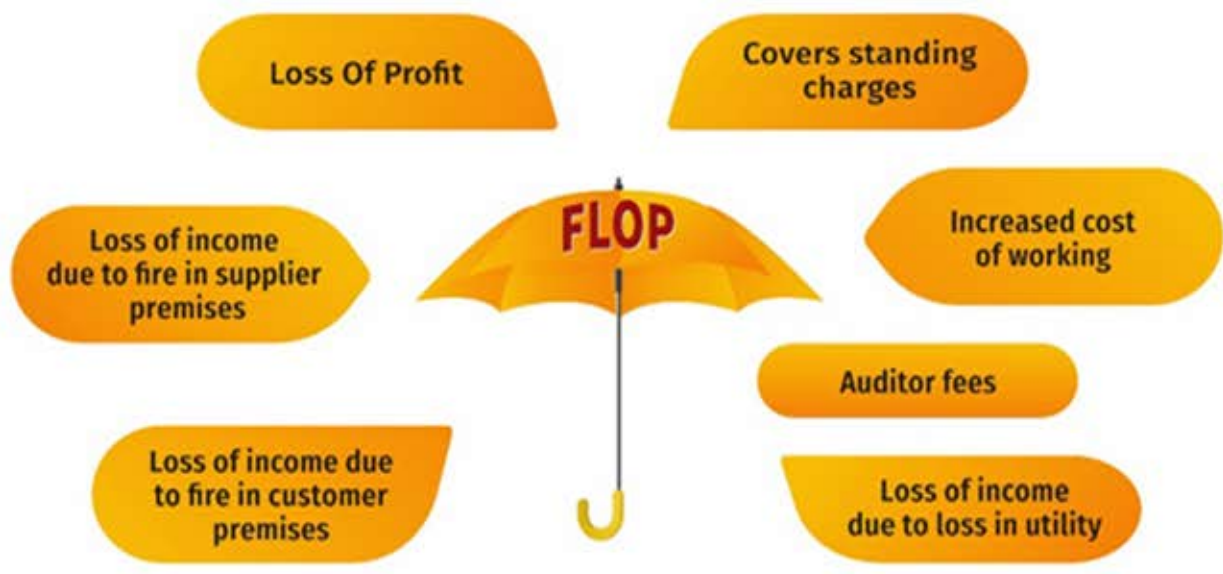 Loss Of Profit
Covers standing
charges
FLOP
Loss of income
due to fire in supplier
premises
Increased cost
of working
Auditor fees
Loss of income due
to fire in customer
premises
Loss of income
due to loss in utility